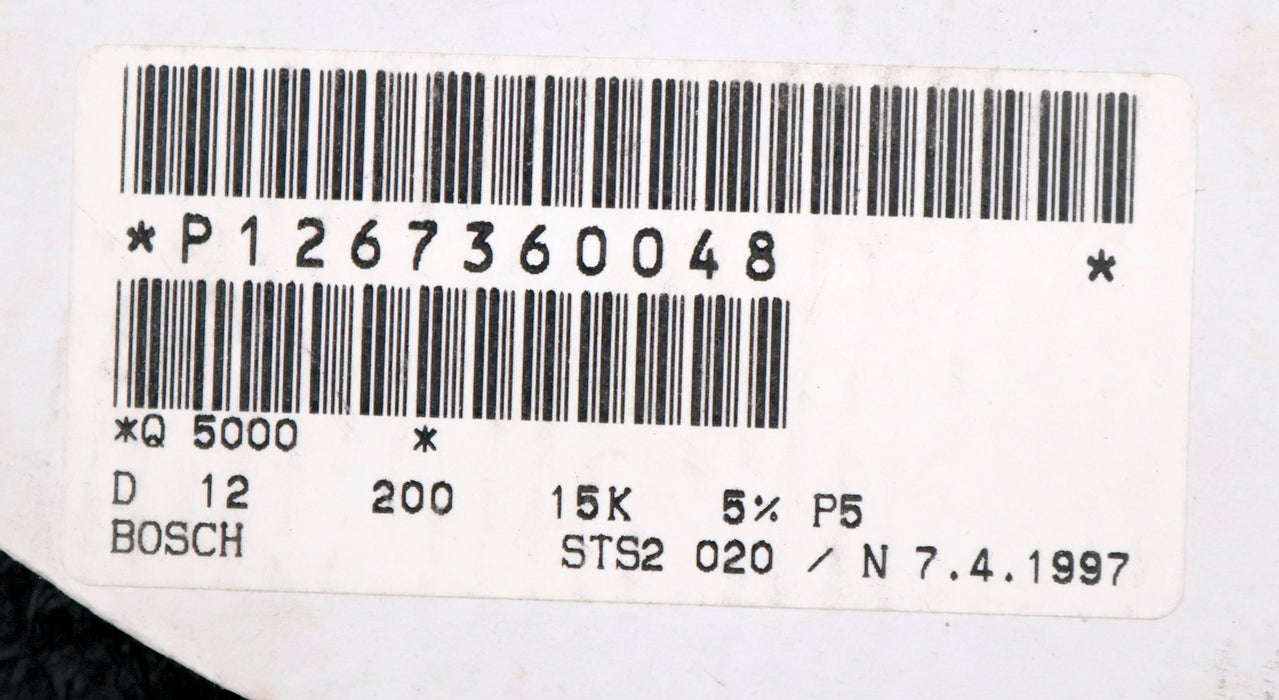 *P1267360048 *
*Q 5000 *
D 12 200 15K 5% P5
BOSCH STS2 020 / N 7.4.1997